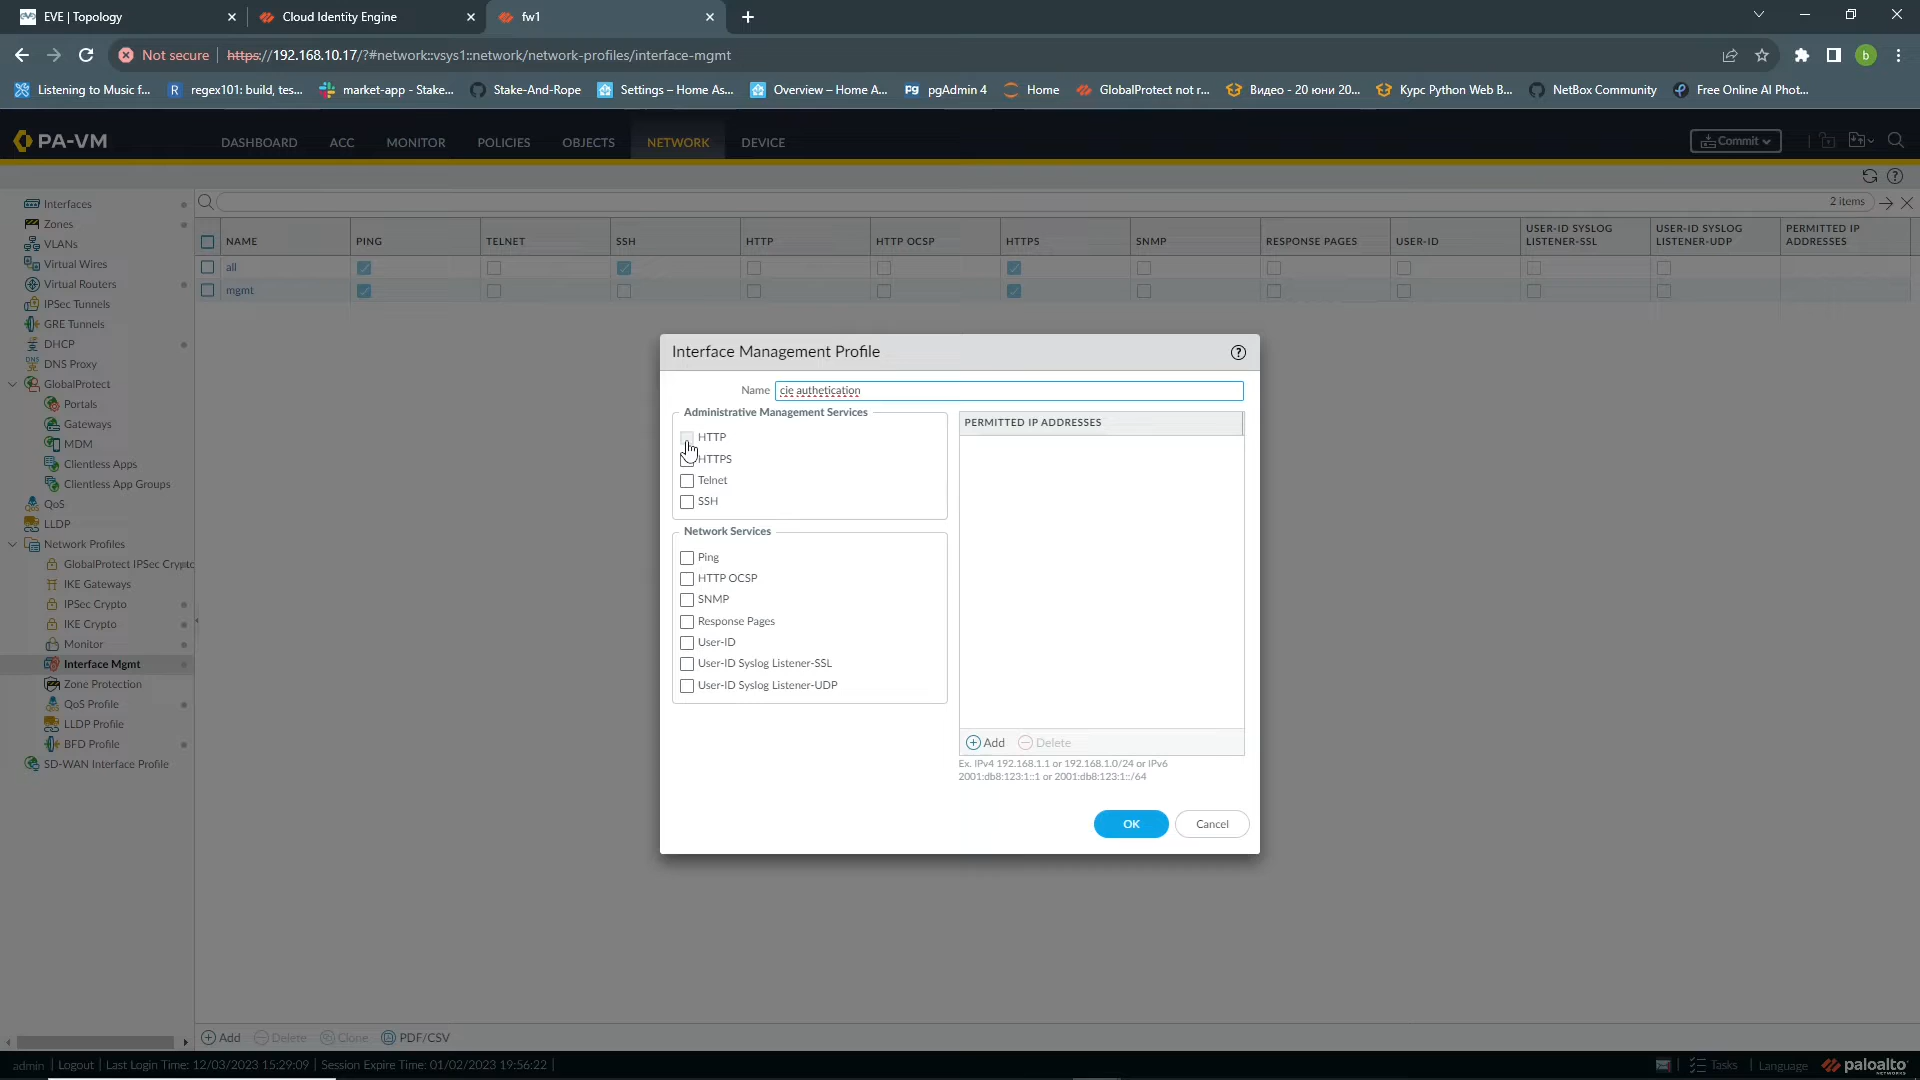 EVE | Topology
Cloud Identity Engine
fw1
Not secure
https://192.168.10.17/?#network::vsys1::network/network-profiles/interface-mgmt
b
Listening to Music f...
R regex101: build, tes...
market-app - Stake...
Stake-And-Rope
Settings – Home As...
Overview – Home A...
Pg pgAdmin 4
Home
GlobalProtect not r...
Видео - 20 юни 20...
Курс Python Web B...
NetBox Community
Free Online AI Phot...
PA-VM
DASHBOARD
ACC
MONITOR
POLICIES
OBJECTS
NETWORK
DEVICE
Commit
Interfaces
Zones
VLANs
Virtual Wires
Virtual Routers
IPSec Tunnels
GRE Tunnels
DHCP
DNS Proxy
GlobalProtect
Portals
Gateways
MDM
Clientless Apps
Clientless App Groups
QoS
LLDP
Network Profiles
GlobalProtect IPSec Crypto
IKE Gateways
IPSec Crypto
IKE Crypto
Monitor
Interface Mgmt
Zone Protection
QoS Profile
LLDP Profile
BFD Profile
SD-WAN Interface Profile
2 items
NAME
PING
TELNET
SSH
HTTP
HTTP OCSP
HTTPS
SNMP
RESPONSE PAGES
USER-ID
USER-ID SYSLOG
LISTENER-SSL
USER-ID SYSLOG
LISTENER-UDP
PERMITTED IP
ADDRESSES
all
mgmt
Interface Management Profile
Name
cie authetication
Administrative Management Services
HTTP
HTTPS
Telnet
SSH
Network Services
Ping
HTTP OCSP
SNMP
Response Pages
User-ID
User-ID Syslog Listener-SSL
User-ID Syslog Listener-UDP
PERMITTED IP ADDRESSES
Add
Delete
Ex. IPv4 192.168.1.1 or 192.168.1.0/24 or IPv6
2001:db8:123:1::1 or 2001:db8:123:1::/64
OK
Cancel
Add
Delete
Clone
PDF/CSV
admin | Logout | Last Login Time: 12/03/2023 15:29:09 | Session Expire Time: 01/02/2023 19:56:22 |
Tasks
Language
paloalto
NETWORKS